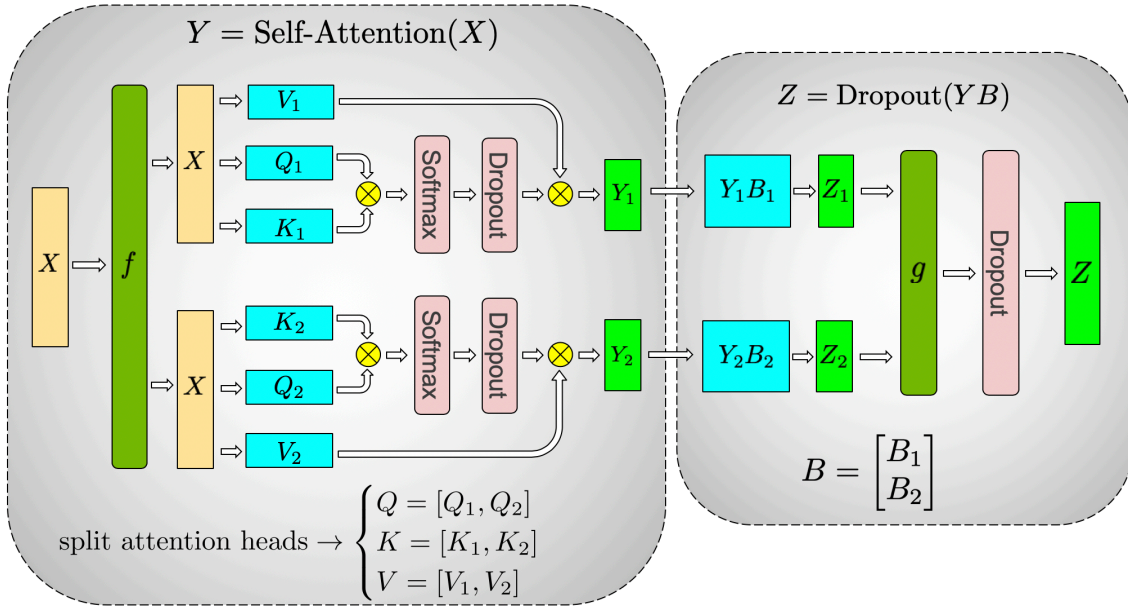 Y = Self-Attention(X)
X
f
X
V₁
Q₁
K₁
Softmax
Dropout
Y₁
X
K₂
Q₂
V₂
Softmax
Dropout
Y₂
split attention heads →
Q = [Q₁, Q₂]
K = [K₁, K₂]
V = [V₁, V₂]
Z = Dropout(YB)
Y₁B₁
Z₁
Y₂B₂
Z₂
g
Dropout
Z
B = [B₁
B₂]